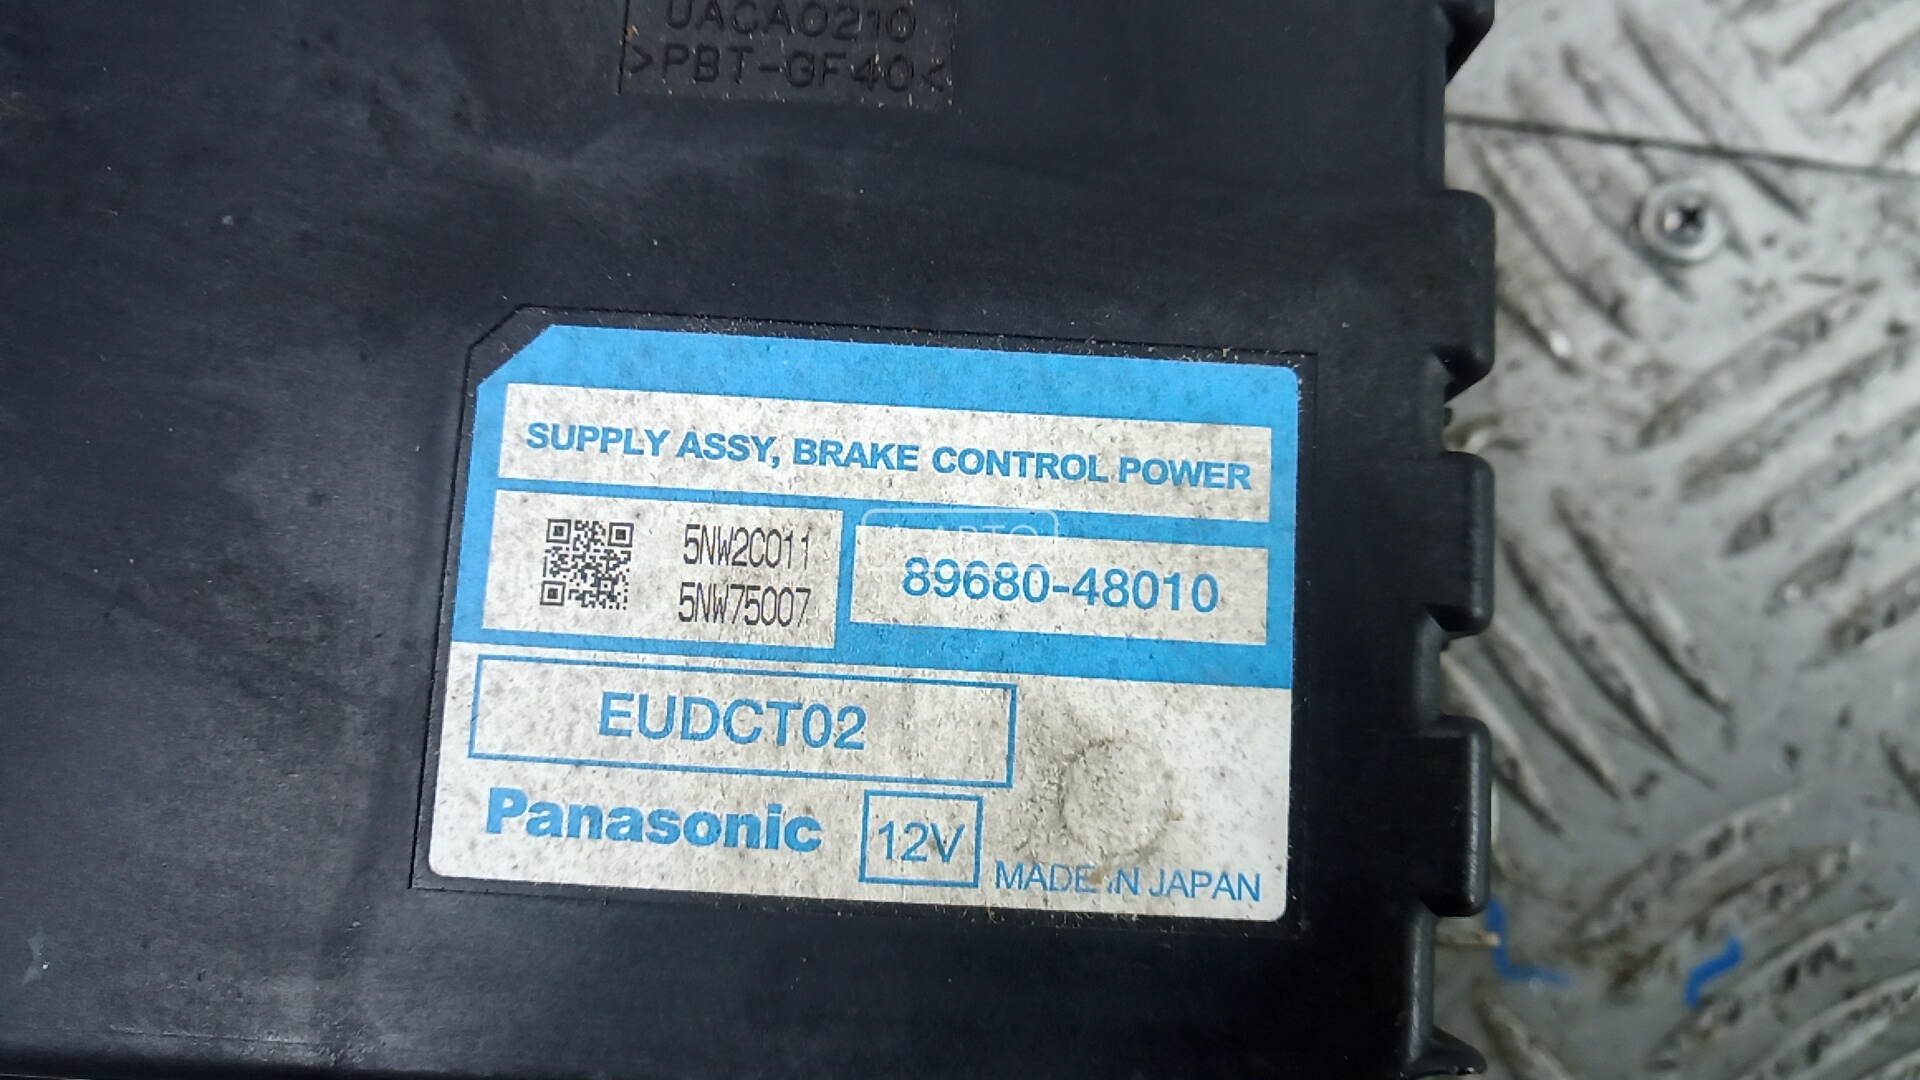 UACA0210
>PBT-GF40<
SUPPLY ASSY, BRAKE CONTROL POWER
5NW2C011
5NW75007
89680-48010
EUDCT02
Panasonic
12V
MADE IN JAPAN